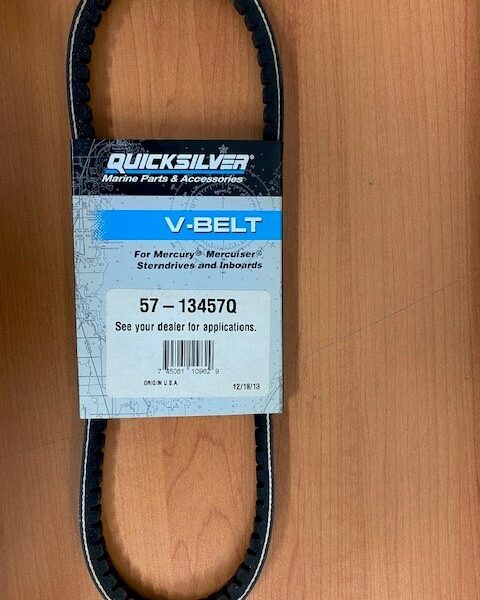 QUICKSILVER®
Marine Parts & Accessories
V-BELT
For Mercury® Mercuiser®
Sterndrives and Inboards
57-13457Q
See your dealer for applications.
7 45061 10962 9
ORIGIN U.S.A.
12/18/13